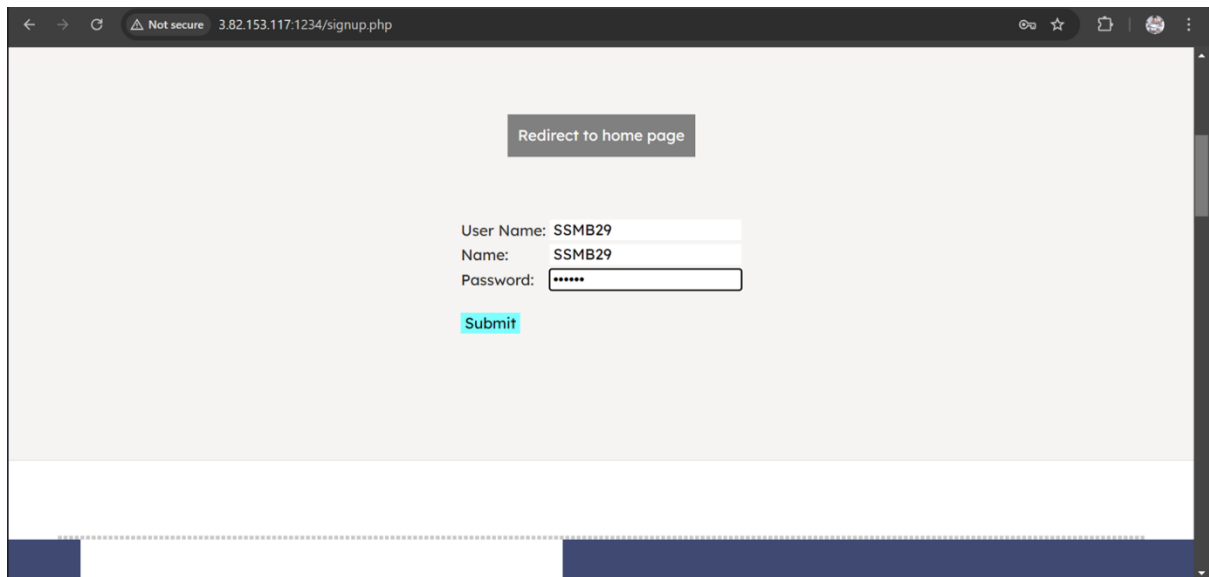 Not secure 3.82.153.117:1234/signup.php
Redirect to home page
User Name: SSMB29
Name: SSMB29
Password: ••••••
Submit